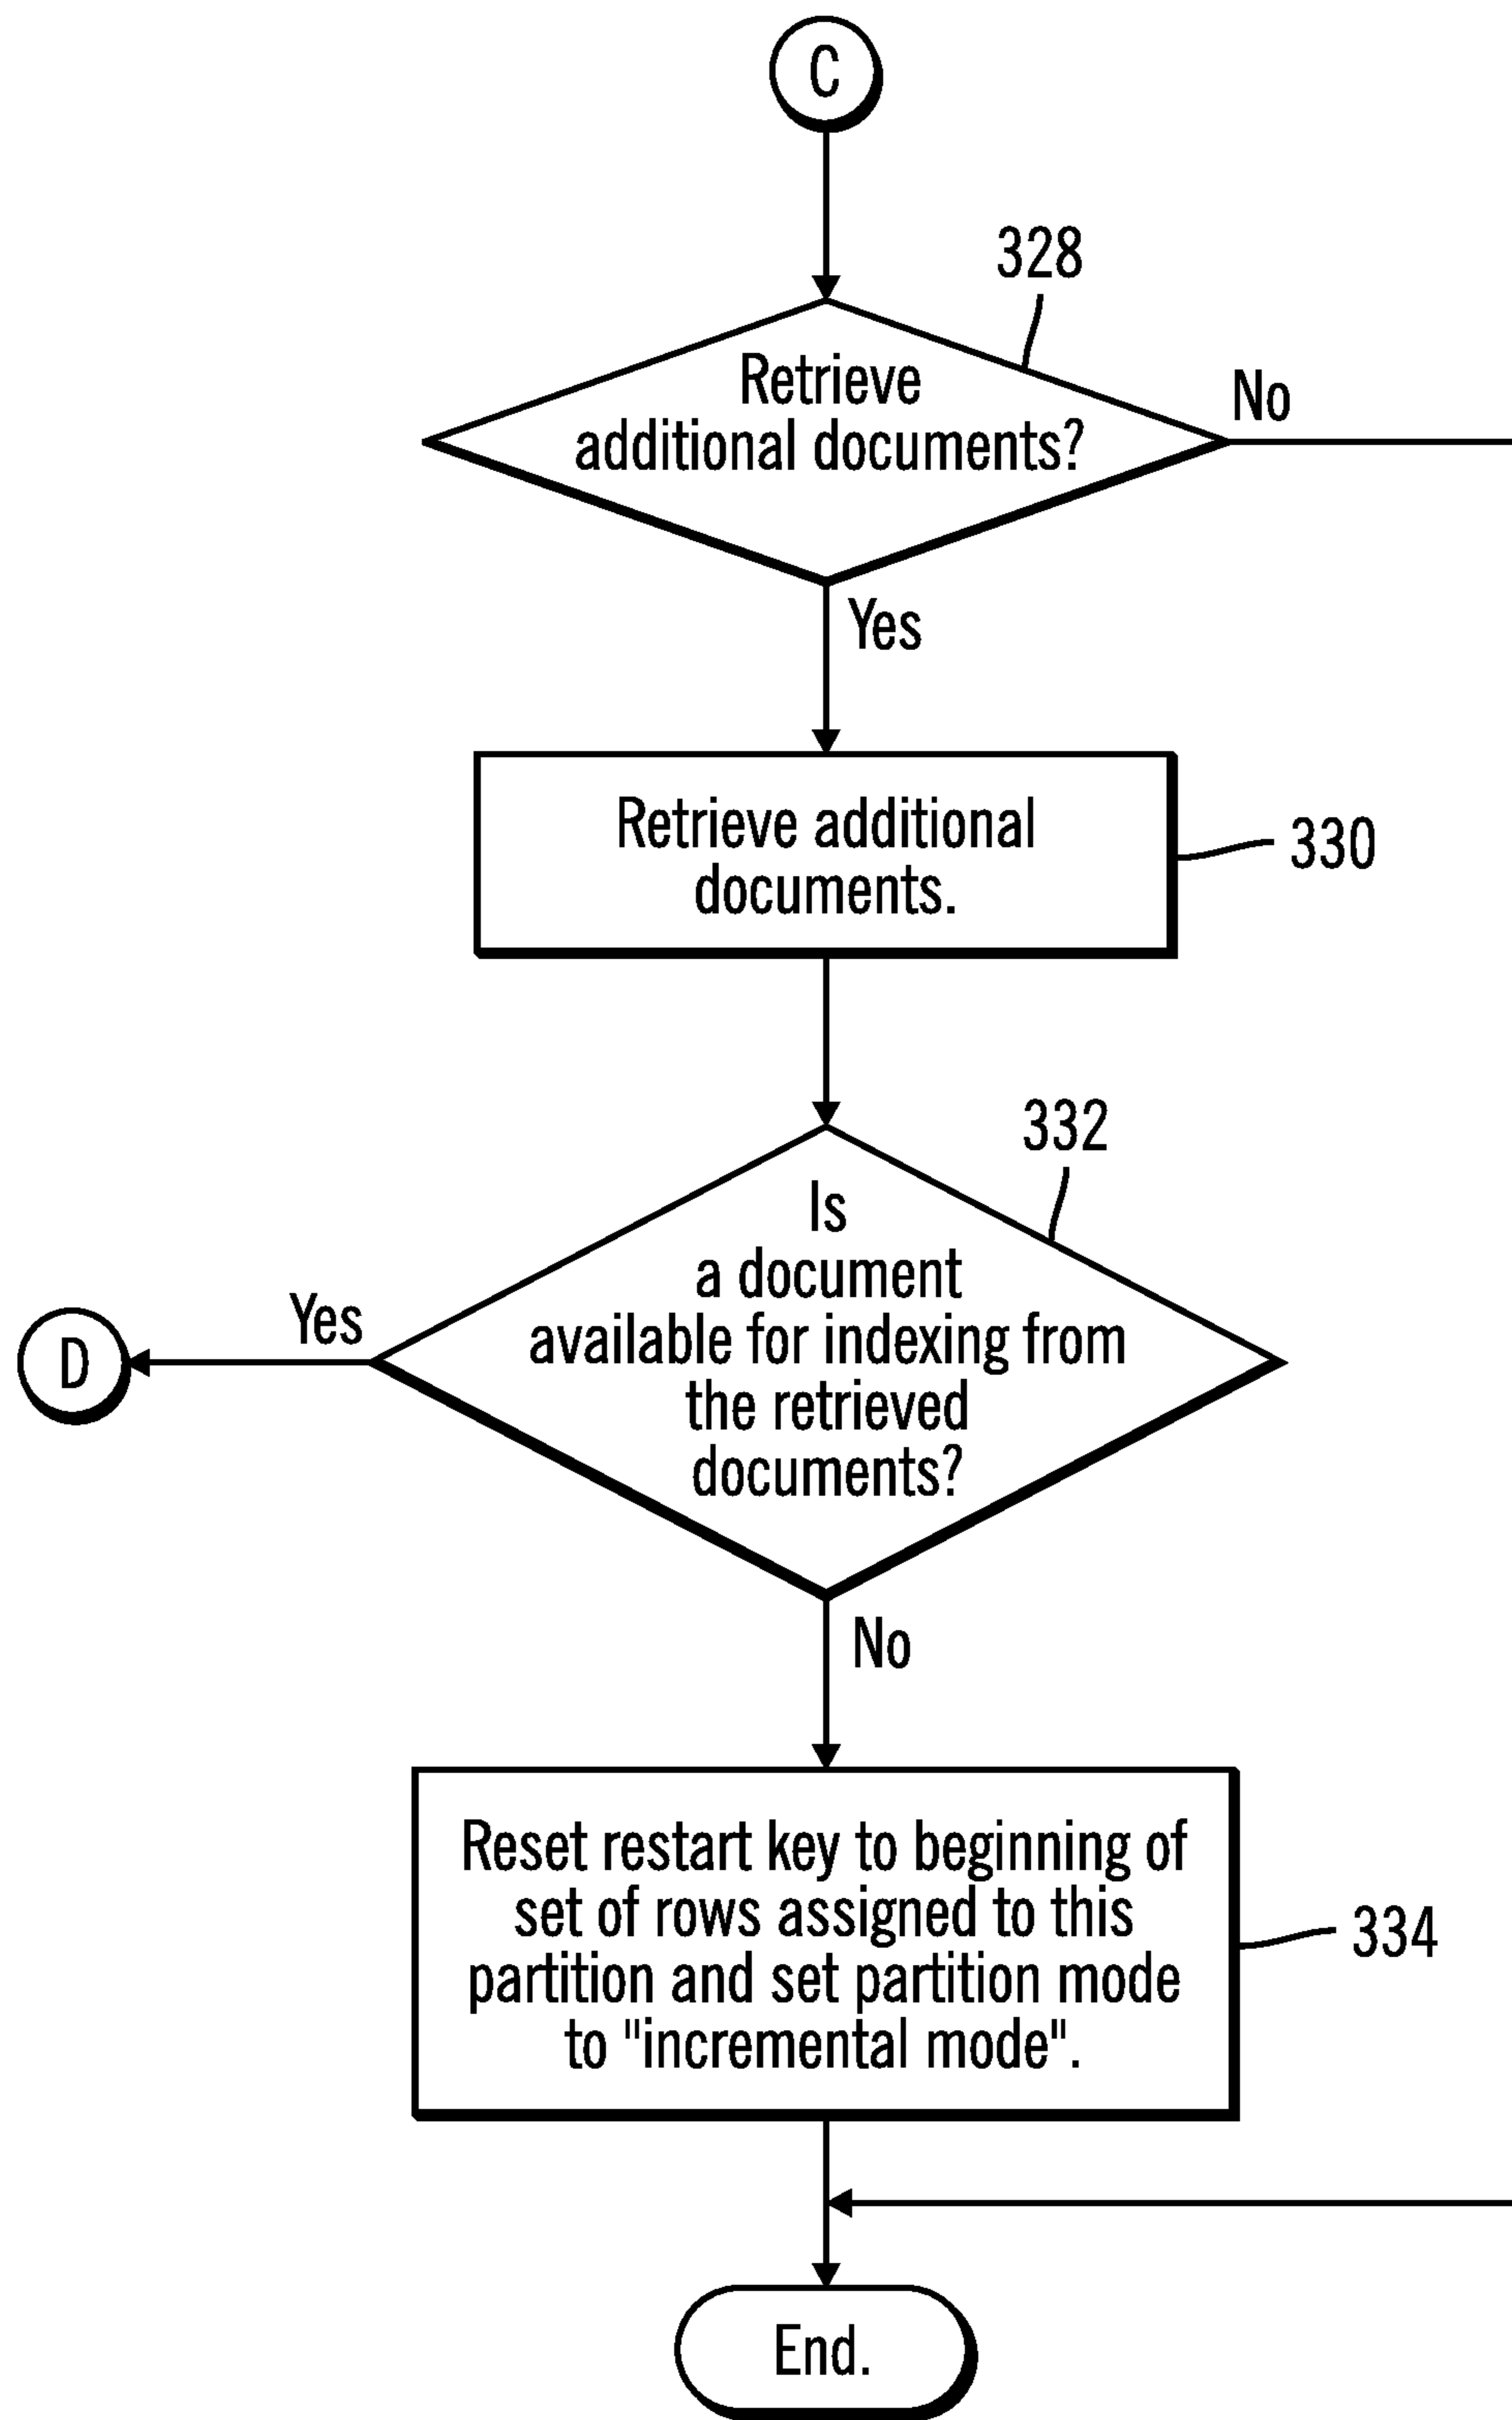 C
328
Retrieve
additional documents?
No
Yes
Retrieve additional
documents.
330
332
Is
a document
available for indexing from
the retrieved
documents?
Yes
D
No
Reset restart key to beginning of
set of rows assigned to this
partition and set partition mode
to "incremental mode".
334
End.